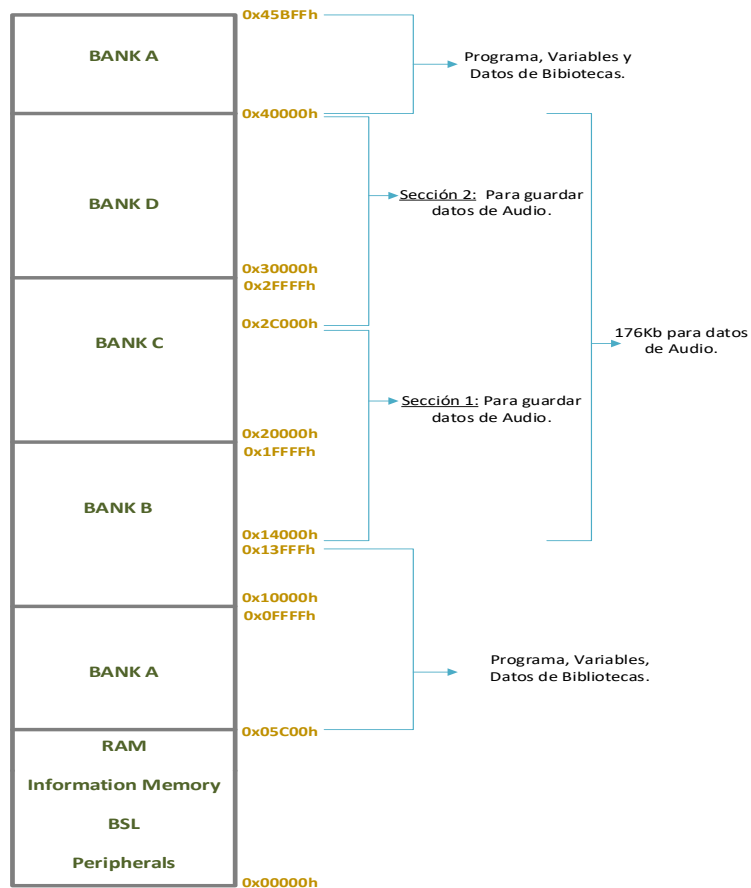 0x45BFFh
BANK A
Programa, Variables y
Datos de Bibiotecas.
0x40000h
BANK D
Sección 2: Para guardar
datos de Audio.
0x30000h
0x2FFFFh
0x2C000h
BANK C
176Kb para datos
de Audio.
Sección 1: Para guardar
datos de Audio.
0x20000h
0x1FFFFh
BANK B
0x14000h
0x13FFFh
0x10000h
0x0FFFFh
BANK A
Programa, Variables,
Datos de Bibliotecas.
0x05C00h
RAM
Information Memory
BSL
Peripherals
0x00000h